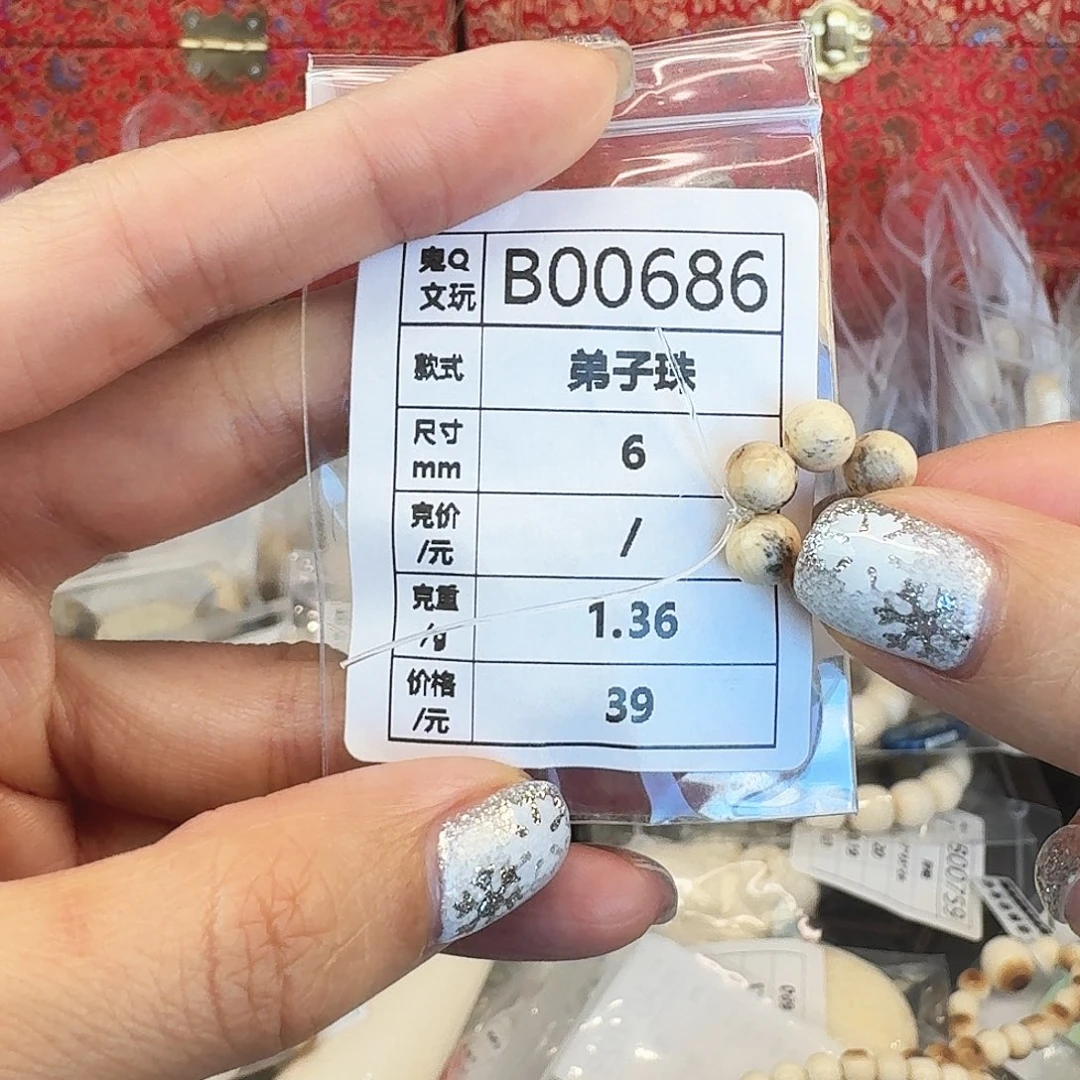 鬼Q
文玩
B00686
款式
弟子珠
尺寸
mm
6
克价
/元
/
克重
/g
1.36
价格
/元
39
S00759